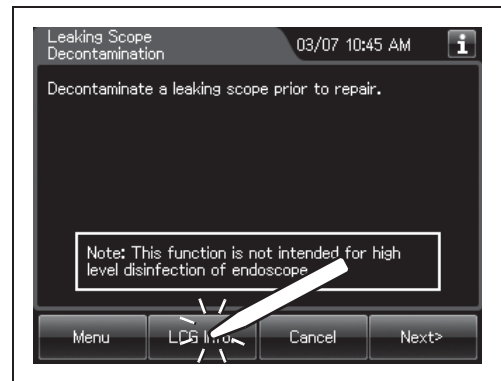 Leaking Scope
Decontamination
03/07 10:45 AM
i
Decontaminate a leaking scope prior to repair.
Note: This function is not intended for high
level disinfection of endoscope
Menu
Cancel
Next>